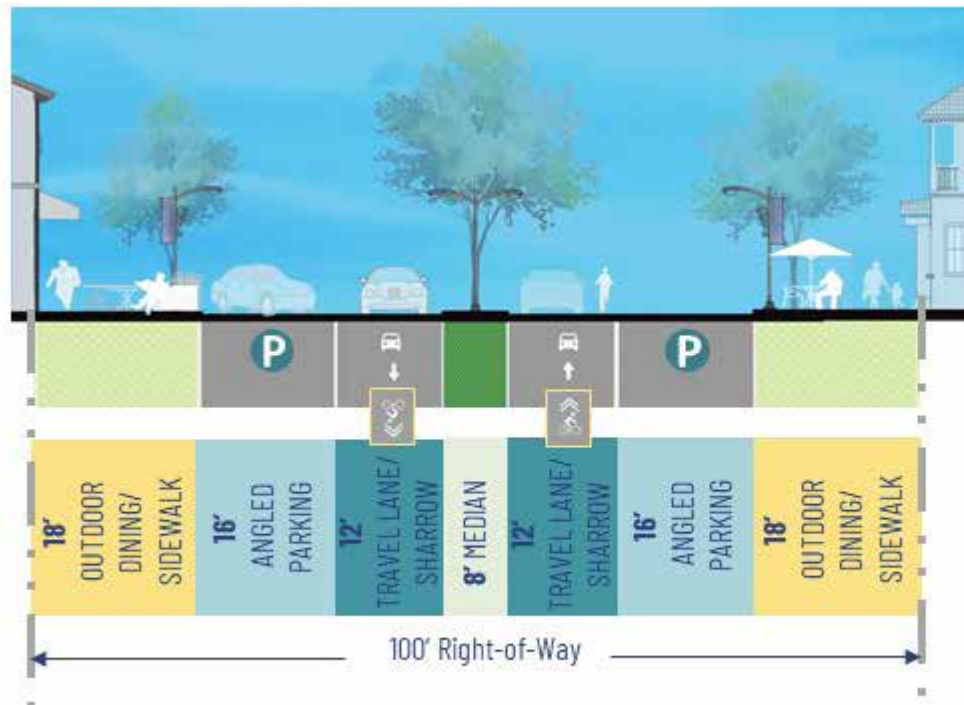 P
P
18'
OUTDOOR
DINING/
SIDEWALK
16'
ANGLED
PARKING
12'
TRAVEL LANE/
SHARROW
8' MEDIAN
12'
TRAVEL LANE/
SHARROW
16'
ANGLED
PARKING
18'
OUTDOOR
DINING/
SIDEWALK
100' Right-of-Way